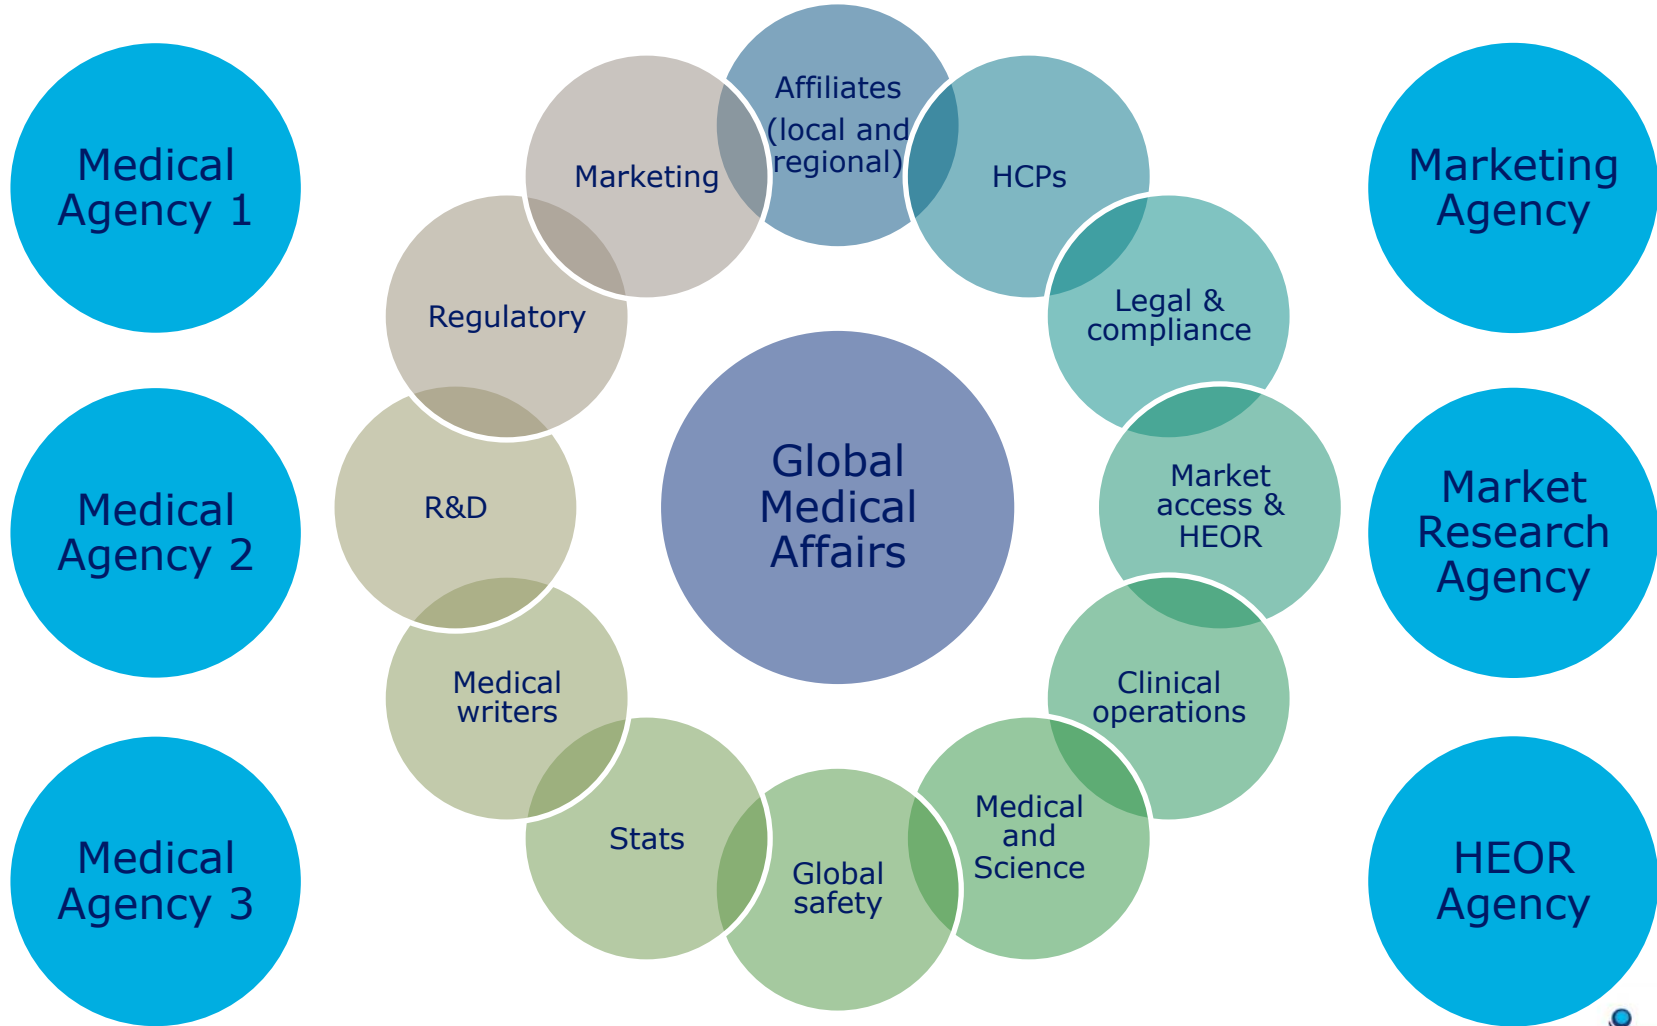 Medical
Agency 1
Medical
Agency 2
Medical
Agency 3
Affiliates
(local and
regional)
HCPs
Legal &
compliance
Market
access &
HEOR
Clinical
operations
Medical
and
Science
Global
safety
Stats
Medical
writers
R&D
Regulatory
Marketing
Global
Medical
Affairs
Marketing
Agency
Market
Research
Agency
HEOR
Agency